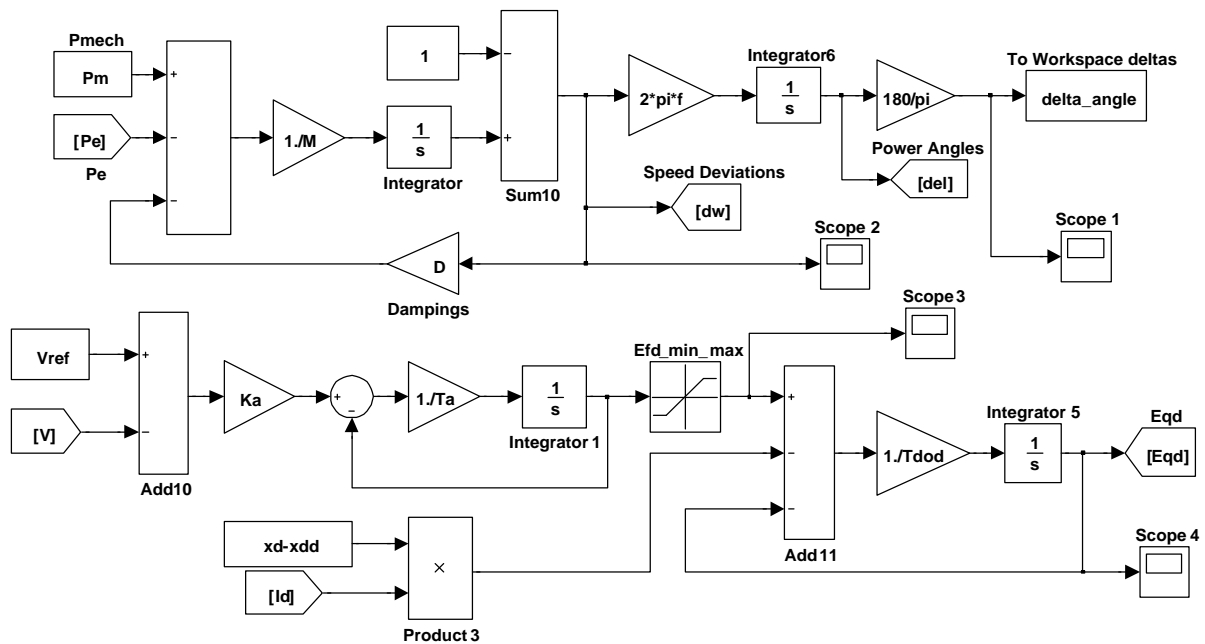 Pmech
Pm
+
[Pe]
−
Pe
−
1./M
1
s
Integrator
1
−
+
Sum10
2*pi*f
Integrator6
1
s
180/pi
To Workspace deltas
delta_angle
Power Angles
[del]
Speed Deviations
[dw]
Scope 2
Scope 1
D
Dampings
Vref
+
[V]
−
Add10
Ka
+
−
1./Ta
1
s
Integrator 1
Efd_min_max
Scope 3
+
−
−
Add 11
1./Tdod
Integrator 5
1
s
Eqd
[Eqd]
Scope 4
xd-xdd
[Id]
×
Product 3